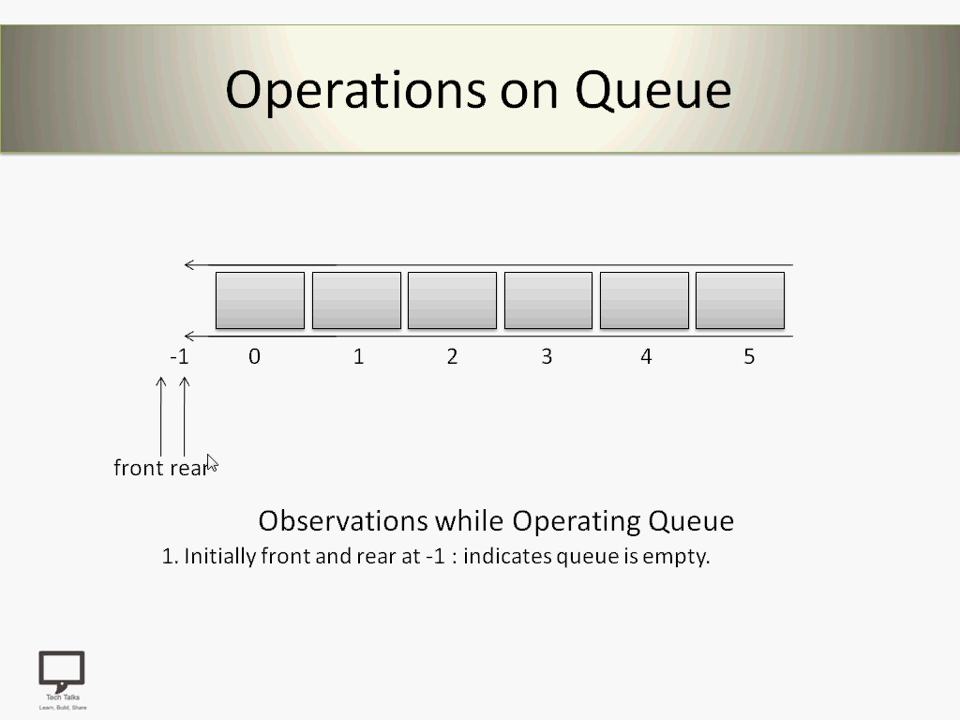 Operations on Queue
-1 0 1 2 3 4 5
front rear
Observations while Operating Queue
1. Initially front and rear at -1 : indicates queue is empty.
Tech Talks
Learn, Build, Share